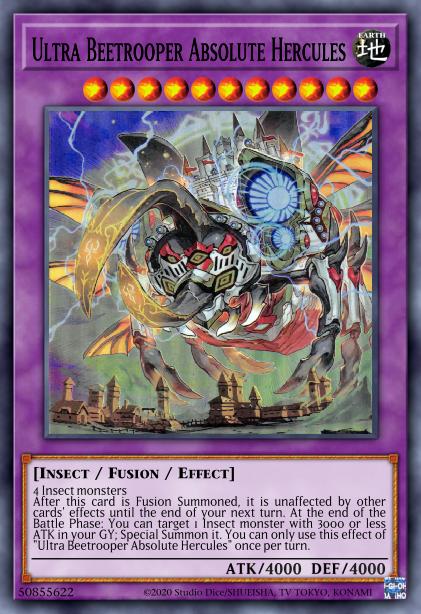 ULTRA BEETROOPER ABSOLUTE HERCULES
EARTH
地
[INSECT / FUSION / EFFECT]
4 Insect monsters
After this card is Fusion Summoned, it is unaffected by other
cards' effects until the end of your next turn. At the end of the
Battle Phase: You can target 1 Insect monster with 3000 or less
ATK in your GY; Special Summon it. You can only use this effect of
"Ultra Beetrooper Absolute Hercules" once per turn.
ATK/4000 DEF/4000
50855622
©2020 Studio Dice/SHUEISHA, TV TOKYO, KONAMI